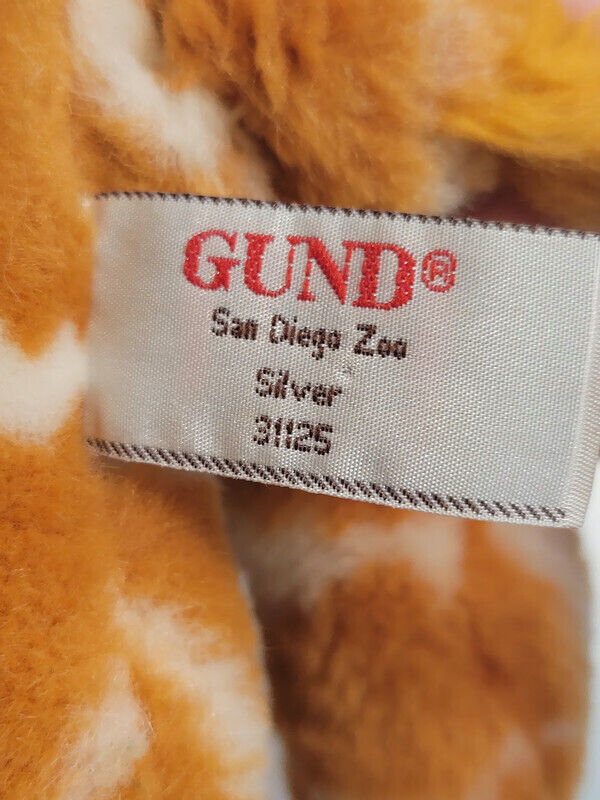 GUND®
San Diego Zoo
Silver
31125